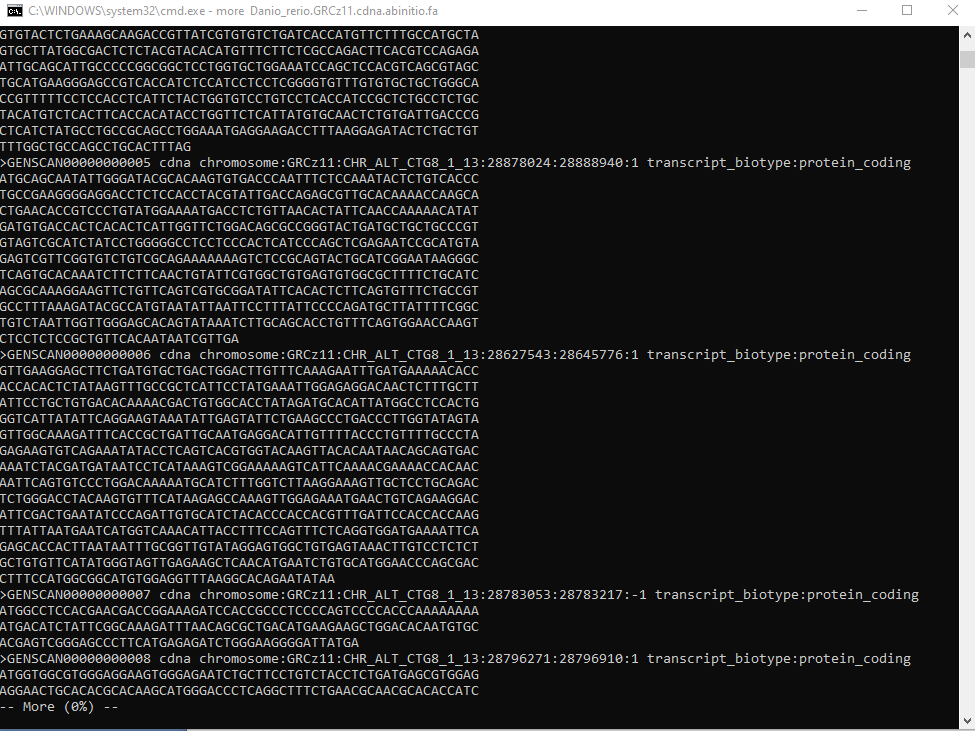 C:\WINDOWS\system32\cmd.exe - more Danio_rerio.GRCz11.cdna.abinitio.fa
GTGTACTCTGAAAGCAAGACCGTTATCGTGTGTCTGATCACCATGTTCTTTGCCATGCTA
GTGCTTATGGCGACTCTCTACGTACACATGTTTCTTCTCGCCAGACTTCACGTCCAGAGA
ATTGCAGCATTGCCCCCGGCGGCTCCTGGTGCTGGAAATCCAGCTCCACGTCAGCGTAGC
TGCATGAAGGGAGCCGTCACCATCTCCATCCTCCTCGGGGTGTTTGTGTGCTGCTGGGCA
CCGTTTTTCCTCCACCTCATTCTACTGGTGTCCTGTCCTCACCATCCGCTCTGCCTCTGC
TACATGTCTCACTTCACCACATACCTGGTTCTCATTATGTGCAACTCTGTGATTGACCCG
CTCATCTATGCCTGCCGCAGCCTGGAAATGAGGAAGACCTTTAAGGAGATACTCTGCTGT
TTTGGCTGCCAGCCTGCACTTTAG
>GENSCAN00000000005 cdna chromosome:GRCz11:CHR_ALT_CTG8_1_13:28878024:28888940:1 transcript_biotype:protein_coding
ATGCAGCAATATTGGGATACGCACAAGTGTGACCCAATTTCTCCAAATACTCTGTCACCC
TGCCGAAGGGGAGGACCTCTCCACCTACGTATTGACCAGAGCGTTGCACAAAACCAAGCA
CTGAACACCGTCCCTGTATGGAAAATGACCTCTGTTAACACTATTCAACCAAAAACATAT
GATGTGACCACTCACACTCATTGGTTCTGGACAGCGCCGGGTACTGATGCTGCTGCCCGT
GTAGTCGCATCTATCCTGGGGGCCTCCTCCCACTCATCCCAGCTCGAGAATCCGCATGTA
GAGTCGTTCGGTGTCTGTCGCAGAAAAAAAGTCTCCGCAGTACTGCATCGGAATAAGGGC
TCAGTGCACAAATCTTCTTCAACTGTATTCGTGGCTGTGAGTGTGGCGCTTTTCTGCATC
AGCGCAAAGGAAGTTCTGTTCAGTCGTGCGGATATTCACACTCTTCAGTGTTTCTGCCGT
GCCTTTAAAGATACGCCATGTAATATTAATTCCTTTATTCCCCAGATGCTTATTTTCGGC
TGTCTAATTGGTTGGGAGCACAGTATAAATCTTGCAGCACCTGTTTCAGTGGAACCAAGT
CTCCTCTCCGCTGTTCACAATAATCGTTGA
>GENSCAN00000000006 cdna chromosome:GRCz11:CHR_ALT_CTG8_1_13:28627543:28645776:1 transcript_biotype:protein_coding
GTTGAAGGAGCTTCTGATGTGCTGACTGGACTTGTTTCAAAGAATTTGATGAAAAACACC
ACCACACTCTATAAGTTTGCCGCTCATTCCTATGAAATTGGAGAGGACAACTCTTTGCTT
ATTCCTGCTGTGACACAAAACGACTGTGGCACCTATAGATGCACATTATGGCCTCCACTG
GGTCATTATATTCAGGAAGTAAATATTGAGTATTCTGAAGCCCTGACCCTTGGTATAGTA
GTTGGCAAAGATTTCACCGCTGATTGCAATGAGGACATTGTTTTACCCTGTTTTGCCCTA
GAGAAGTGTCAGAAATATACCTCAGTCACGTGGTACAAGTTACACAATAACAGCAGTGAC
AAATCTACGATGATAATCCTCATAAAGTCGGAAAAAGTCATTCAAAACGAAAACCACAAC
AATTCAGTGTCCCTGGACAAAAATGCATCTTTGGTCTTAAGGAAAGTTGCTCCTGCAGAC
TCTGGGACCTACAAGTGTTTCATAAGAGCCAAAGTTGGAGAAATGAACTGTCAGAAGGAC
ATTCGACTGAATATCCCAGATTGTGCATCTACACCCACCACGTTTGATTCCACCACCAAG
TTTATTAATGAATCATGGTCAAACATTACCTTTCCAGTTTCTCAGGTGGATGAAAATTCA
GAGCACCACTTAATAATTTGCGGTTGTATAGGAGTGGCTGTGAGTAAACTTGTCCTCTCT
GCTGTGTTCATATGGGTAGTTGAGAAGCTCAACATGAATCTGTGCATGGAACCCAGCGAC
CTTTCCATGGCGGCATGTGGAGGTTTAAGGCACAGAATATAA
>GENSCAN00000000007 cdna chromosome:GRCz11:CHR_ALT_CTG8_1_13:28783053:28783217:-1 transcript_biotype:protein_coding
ATGGCCTCCACGAACGACCGGAAAGATCCACCGCCCTCCCCAGTCCCCACCCAAAAAAAA
ATGACATCTATTCGGCAAAGATTTAACAGCGCTGACATGAAGAAGCTGGACACAATGTGC
ACGAGTCGGGAGCCCTTCATGAGAGATCTGGGAAGGGGATTATGA
>GENSCAN00000000008 cdna chromosome:GRCz11:CHR_ALT_CTG8_1_13:28796271:28796910:1 transcript_biotype:protein_coding
ATGGTGGCGTGGGAGGAAGTGGGAGAATCTGCTTCCTGTCTACCTCTGATGAGCGTGGAG
AGGAACTGCACACGCACAAGCATGGGACCCTCAGGCTTTCTGAACGCAACGCACACCATC
-- More (0%) --